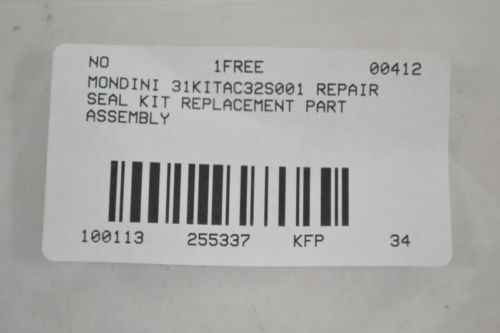 NO 1FREE 00412
MONDINI 31KITAC32S001 REPAIR
SEAL KIT REPLACEMENT PART
ASSEMBLY
100113 255337 KFP 34